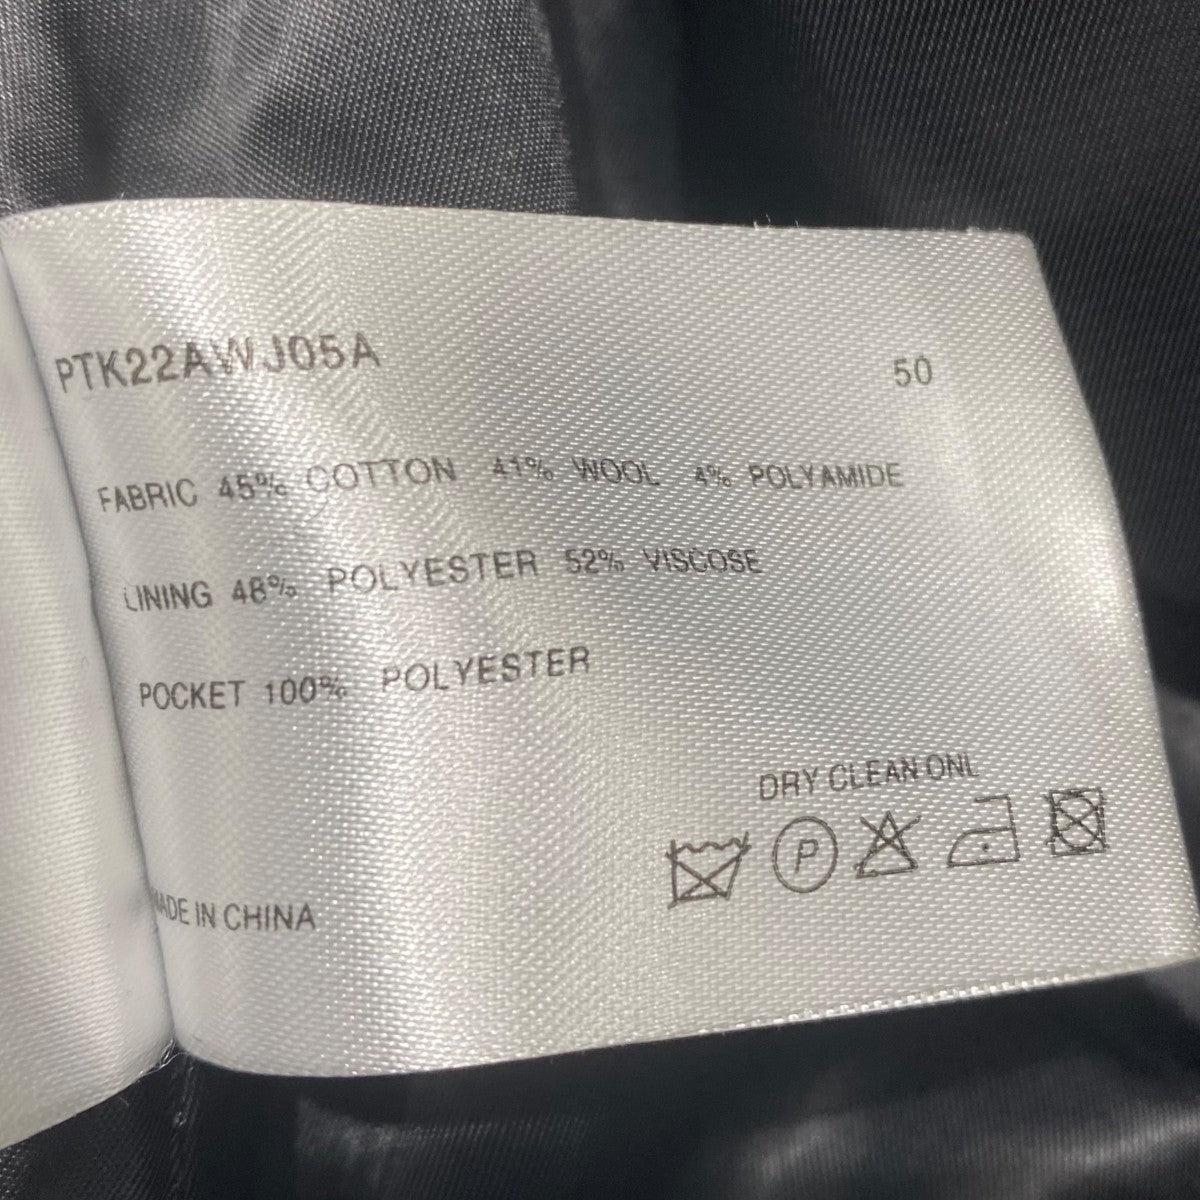 PTK22AWJ05A 50
FABRIC 45% COTTON 41% WOOL 4% POLYAMIDE
LINING 48% POLYESTER 52% VISCOSE
POCKET 100% POLYESTER
DRY CLEAN ONL
P
MADE IN CHINA